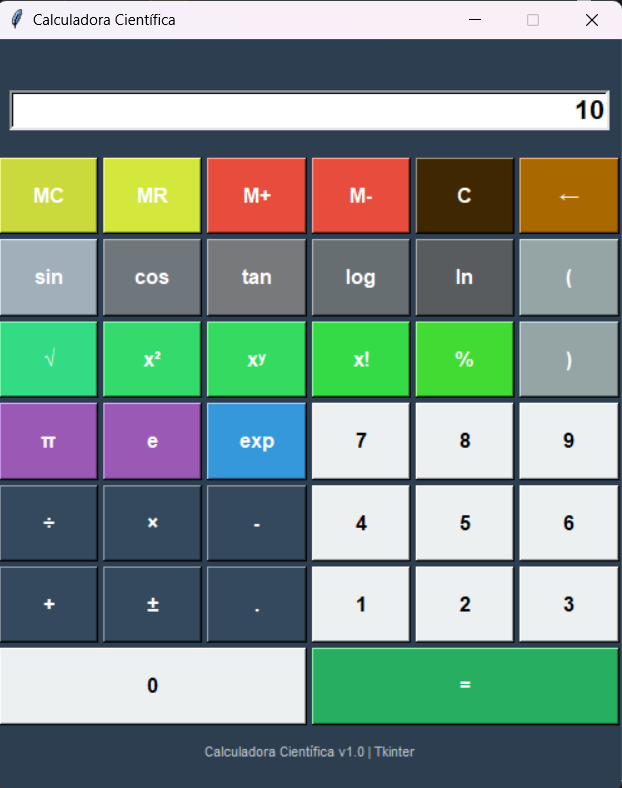 Calculadora Científica
10
MC MR M+ M- C ←
sin cos tan log ln (
√ x² xʸ x! % )
π e exp 7 8 9
÷ × - 4 5 6
+ ± . 1 2 3
0 =
Calculadora Científica v1.0 | Tkinter